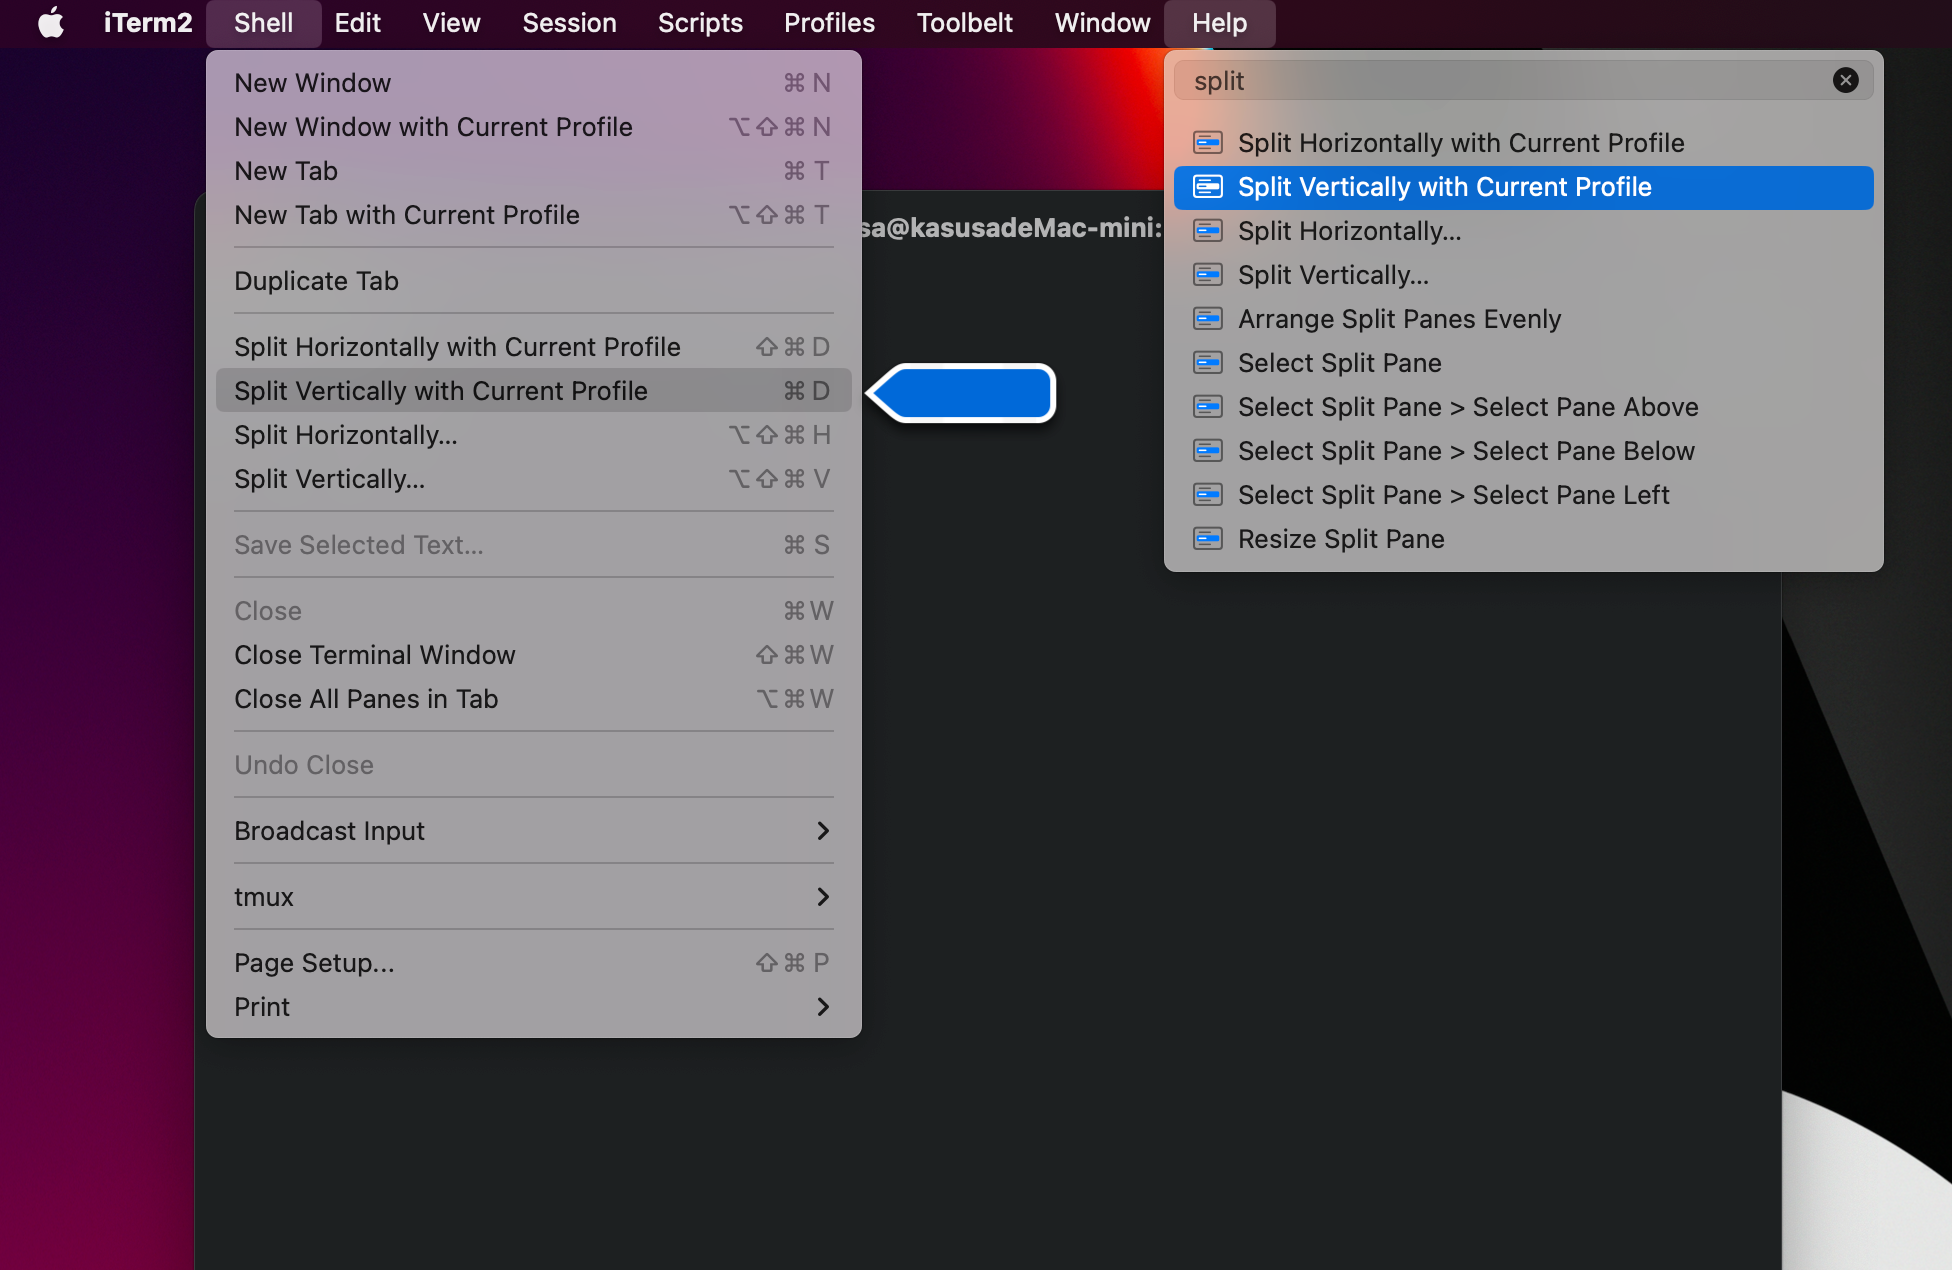 iTerm2 Shell Edit View Session Scripts Profiles Toolbelt Window Help
New Window ⌘ N
New Window with Current Profile ⌥⇧⌘ N
New Tab ⌘ T
New Tab with Current Profile ⌥⇧⌘ T
Duplicate Tab
Split Horizontally with Current Profile ⇧⌘ D
Split Vertically with Current Profile ⌘ D
Split Horizontally... ⌥⇧⌘ H
Split Vertically... ⌥⇧⌘ V
Save Selected Text... ⌘ S
Close ⌘W
Close Terminal Window ⇧⌘W
Close All Panes in Tab ⌥⌘W
Undo Close
Broadcast Input
tmux
Page Setup... ⇧⌘ P
Print
sa@kasusadeMac-mini:
split
Split Horizontally with Current Profile
Split Vertically with Current Profile
Split Horizontally...
Split Vertically...
Arrange Split Panes Evenly
Select Split Pane
Select Split Pane > Select Pane Above
Select Split Pane > Select Pane Below
Select Split Pane > Select Pane Left
Resize Split Pane